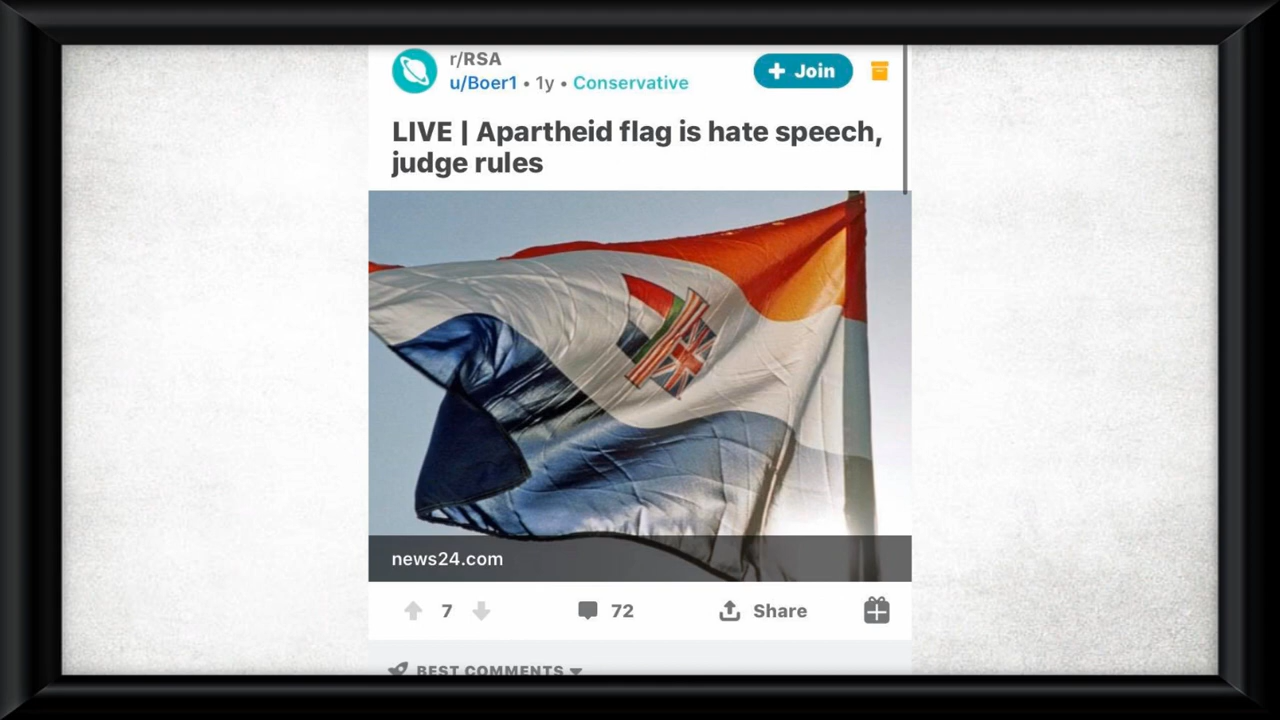 r/RSA
u/Boer1 • 1y • Conservative
+ Join
LIVE | Apartheid flag is hate speech,
judge rules
news24.com
7
72
Share
BEST COMMENTS